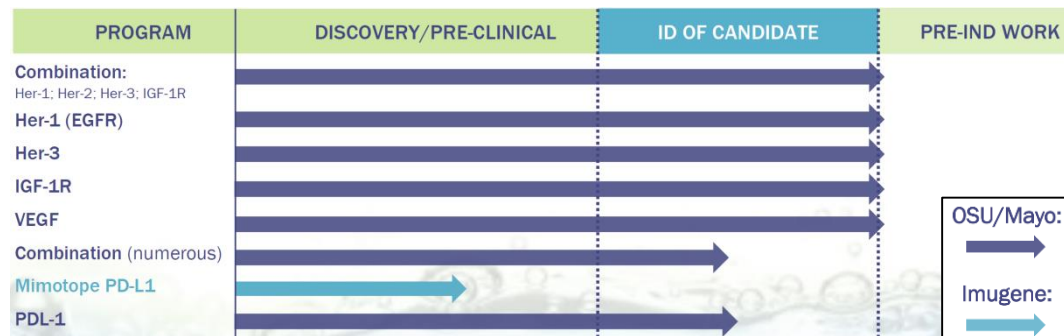 PROGRAM DISCOVERY/PRE-CLINICAL ID OF CANDIDATE PRE-IND WORK
Combination:
Her-1; Her-2; Her-3; IGF-1R
Her-1 (EGFR)
Her-3
IGF-1R
VEGF
Combination (numerous)
Mimotope PD-L1
PDL-1
OSU/Mayo:
Imugene: